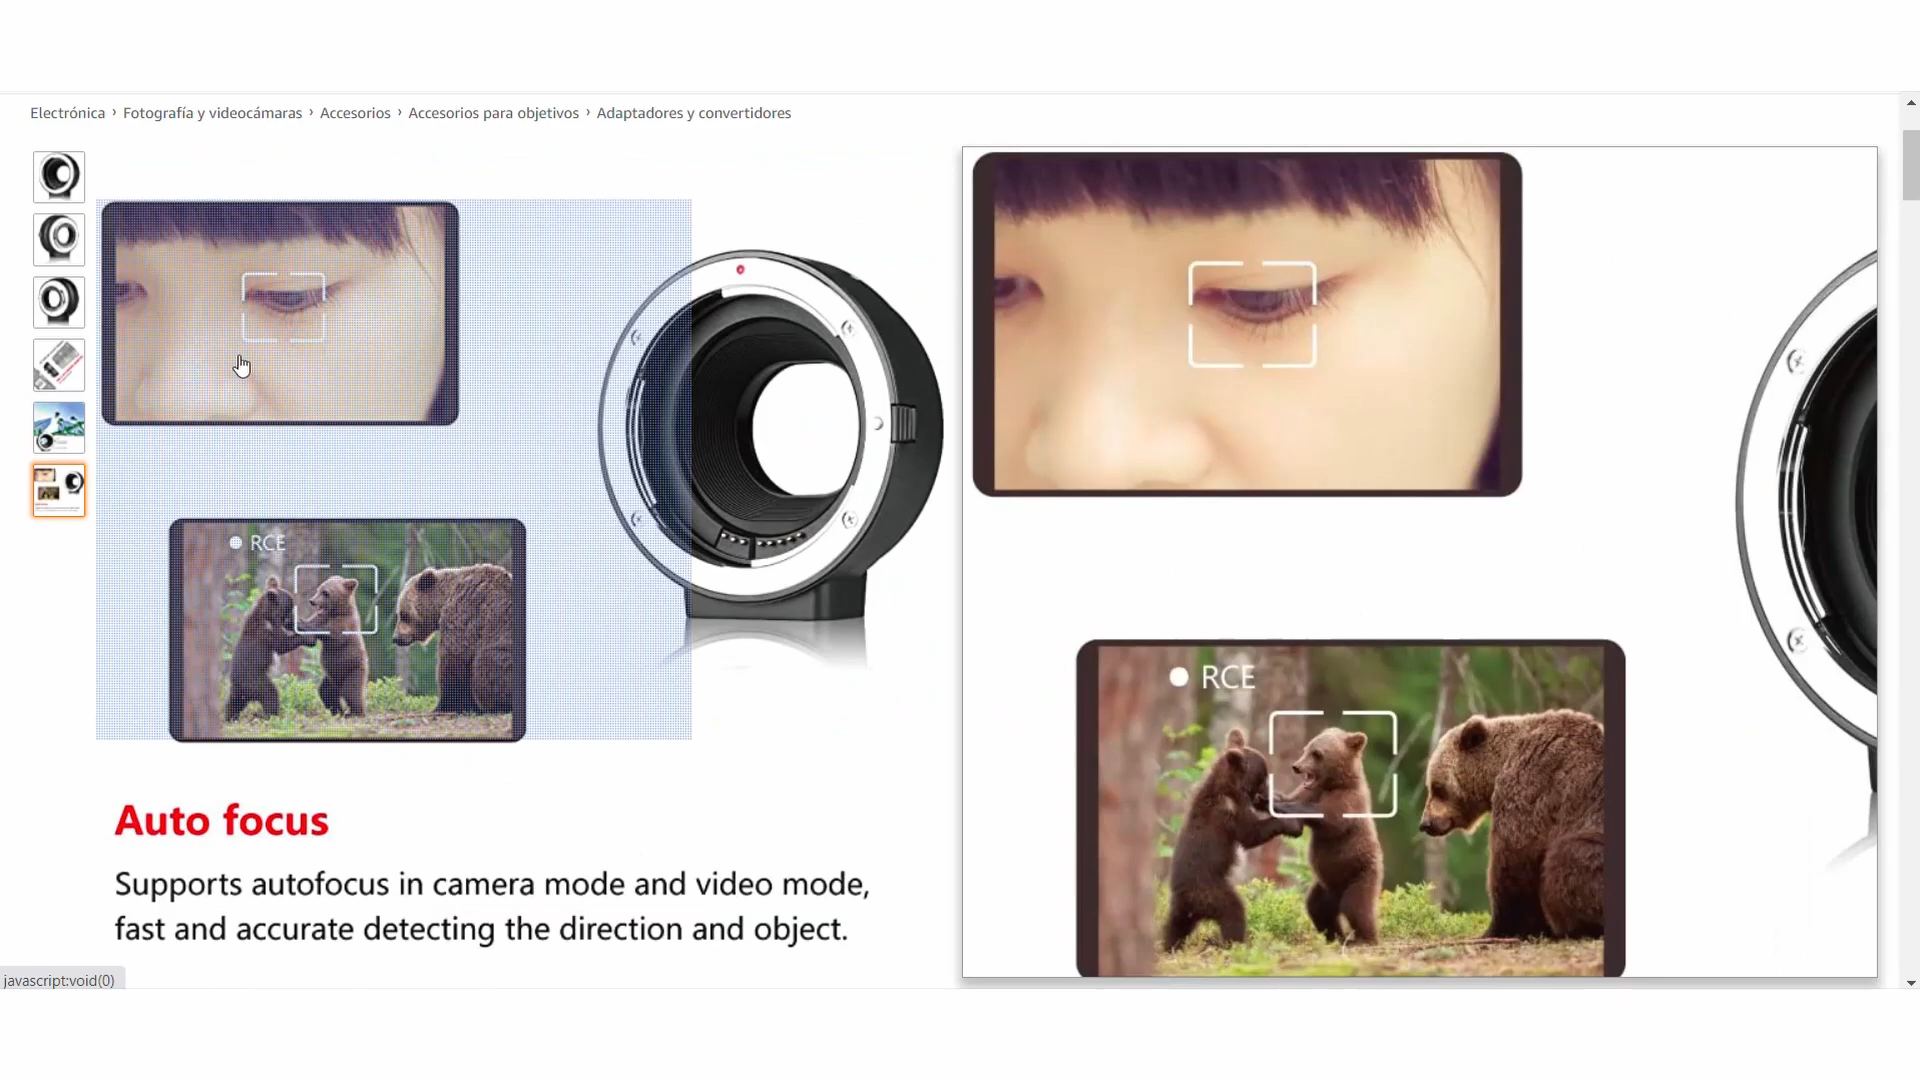 Electrónica › Fotografía y videocámaras › Accesorios › Accesorios para objetivos › Adaptadores y convertidores
RCE
RCE
Auto focus
Supports autofocus in camera mode and video mode,
fast and accurate detecting the direction and object.
javascript:void(0)